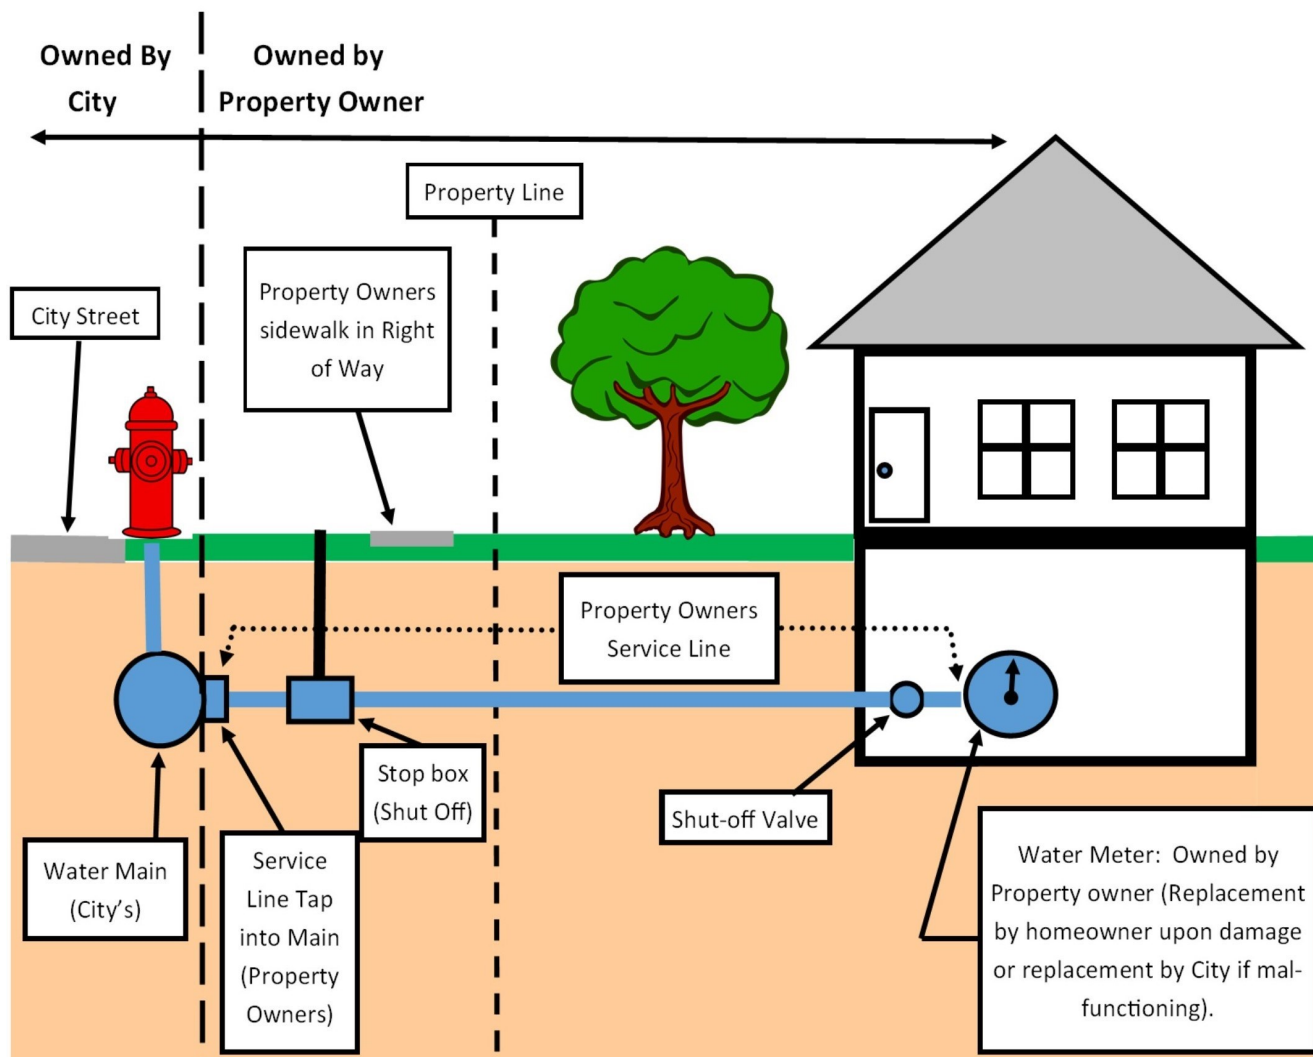 Owned By
City
Owned by
Property Owner
Property Line
Property Owners
sidewalk in Right
of Way
City Street
Property Owners
Service Line
Stop box
(Shut Off)
Shut-off Valve
Water Main
(City’s)
Service
Line Tap
into Main
(Property
Owners)
Water Meter: Owned by
Property owner (Replacement
by homeowner upon damage
or replacement by City if mal-
functioning).